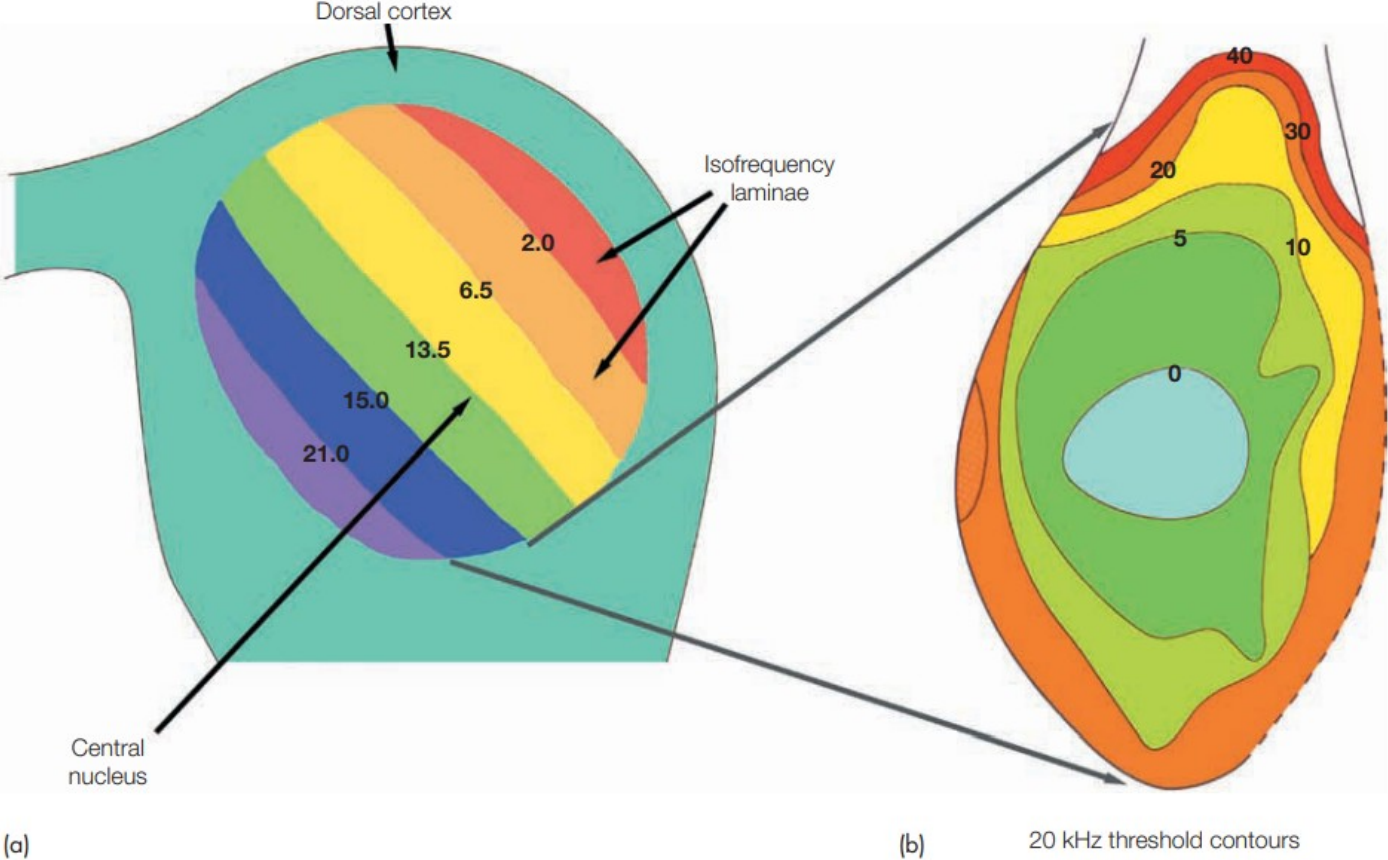 Dorsal cortex
Isofrequency
laminae
2.0
6.5
13.5
15.0
21.0
Central
nucleus
(a)
40
30
20
5
10
0
(b)
20 kHz threshold contours